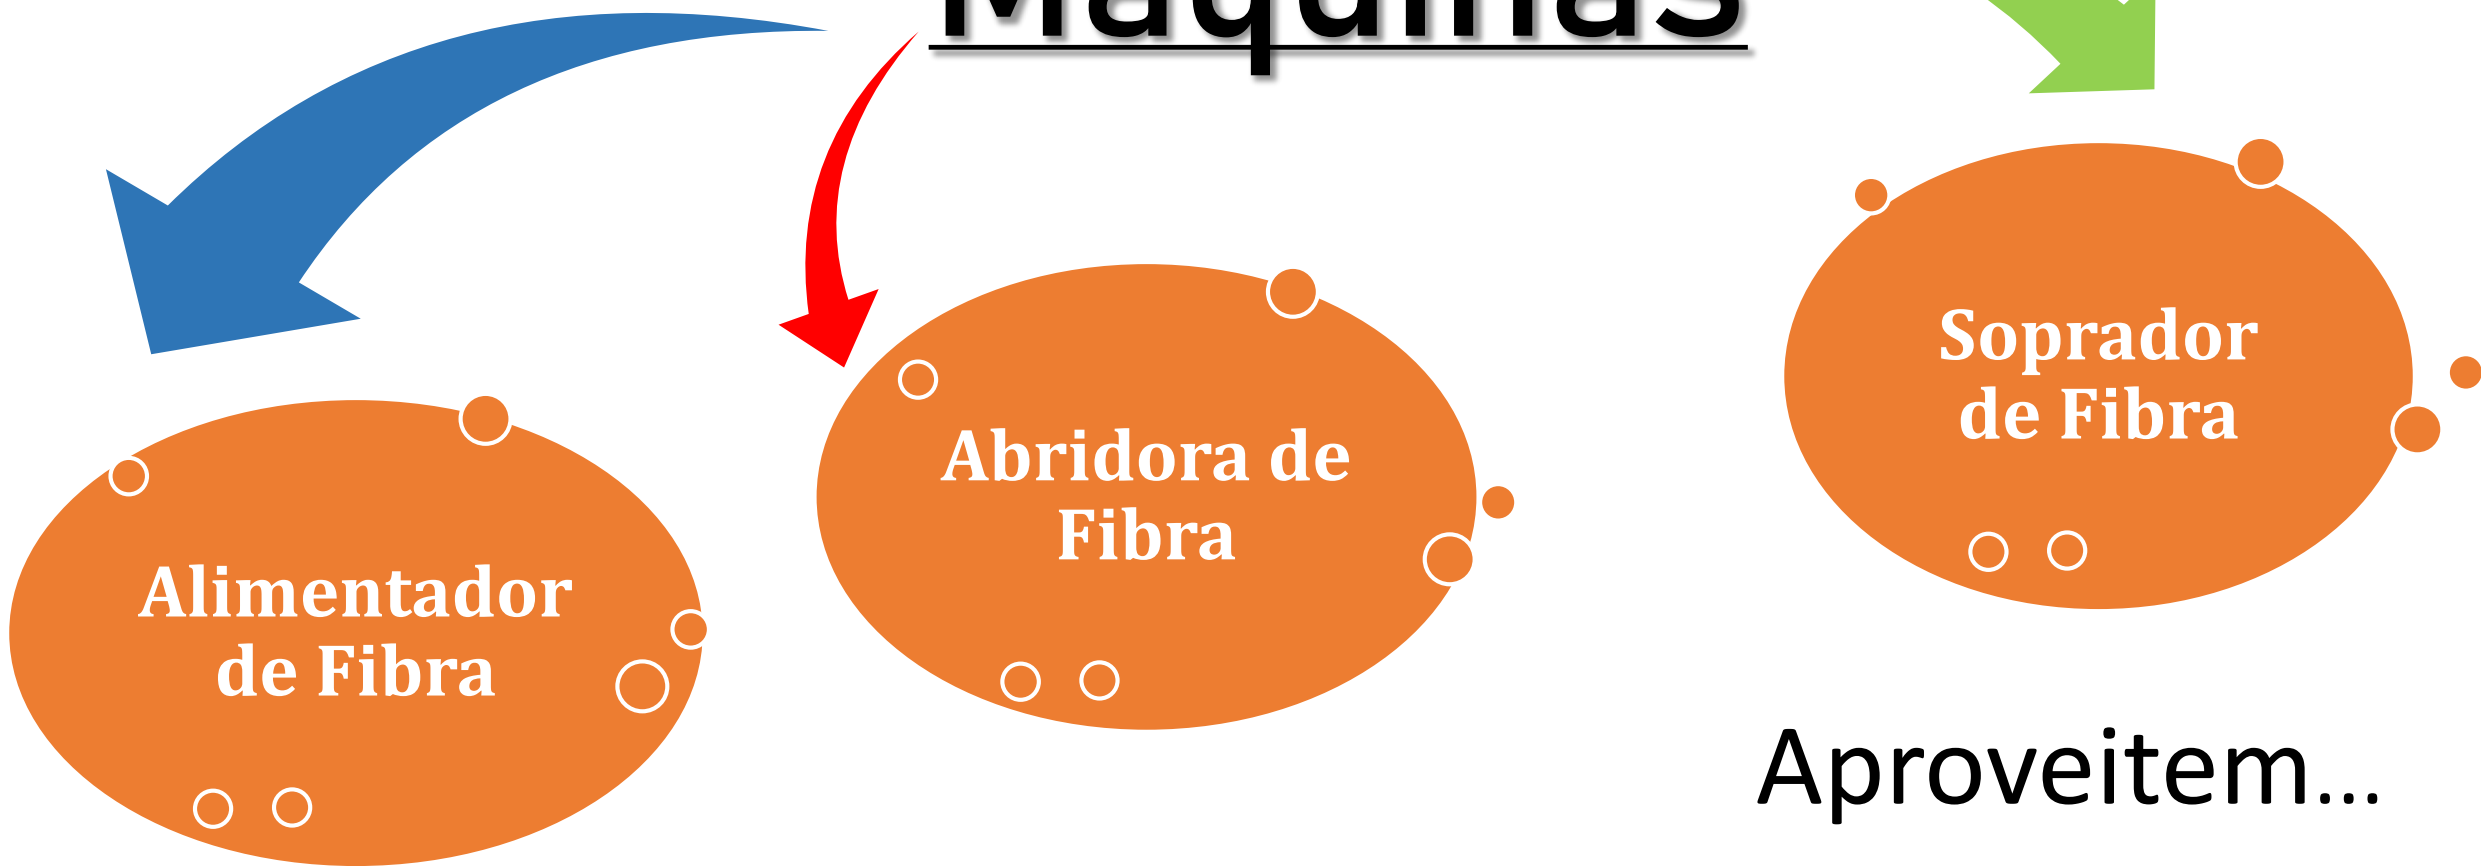 Máquinas
Soprador
de Fibra
Abridora de
Fibra
Alimentador
de Fibra
Aproveitem...